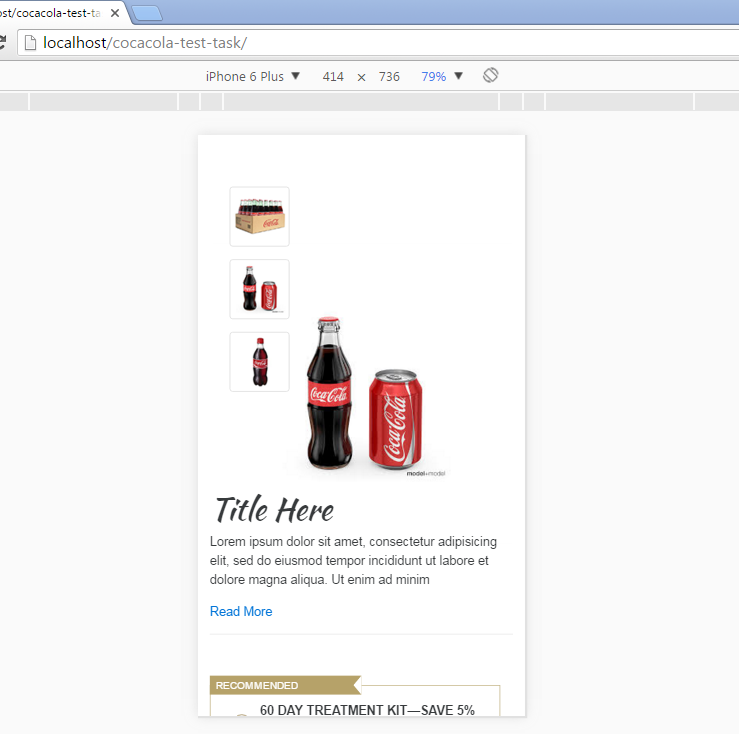 ost/cocacola-test-ta
localhost/cocacola-test-task/
iPhone 6 Plus ▼ 414 × 736 79% ▼
Coca-Cola
Coca-Cola
model+model
Title Here
Lorem ipsum dolor sit amet, consectetur adipisicing
elit, sed do eiusmod tempor incididunt ut labore et
dolore magna aliqua. Ut enim ad minim
Read More
RECOMMENDED
60 DAY TREATMENT KIT—SAVE 5%